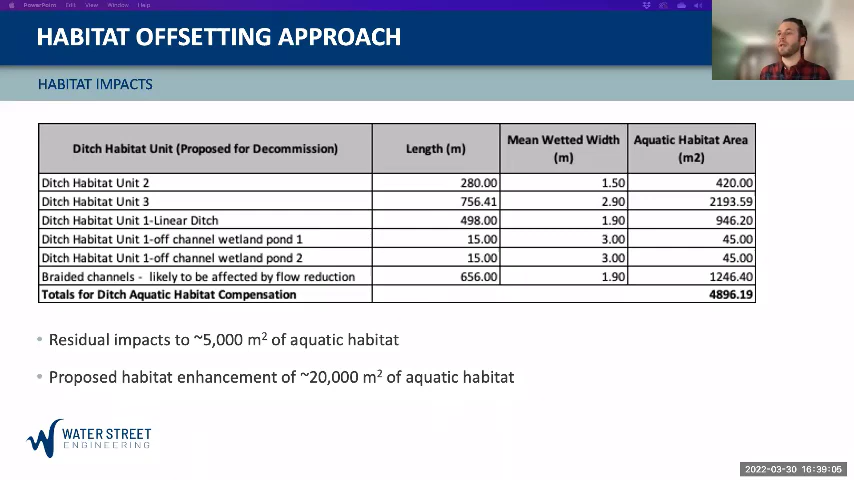 PowerPoint Edit View Window Help
HABITAT OFFSETTING APPROACH
HABITAT IMPACTS
Ditch Habitat Unit (Proposed for Decommission) Length (m) Mean Wetted Width (m) Aquatic Habitat Area (m2)
Ditch Habitat Unit 2 280.00 1.50 420.00
Ditch Habitat Unit 3 756.41 2.90 2193.59
Ditch Habitat Unit 1-Linear Ditch 498.00 1.90 946.20
Ditch Habitat Unit 1-off channel wetland pond 1 15.00 3.00 45.00
Ditch Habitat Unit 1-off channel wetland pond 2 15.00 3.00 45.00
Braided channels - likely to be affected by flow reduction 656.00 1.90 1246.40
Totals for Ditch Aquatic Habitat Compensation 4896.19
• Residual impacts to ~5,000 m² of aquatic habitat
• Proposed habitat enhancement of ~20,000 m² of aquatic habitat
WATER STREET
ENGINEERING
2022-03-30 16:39:05